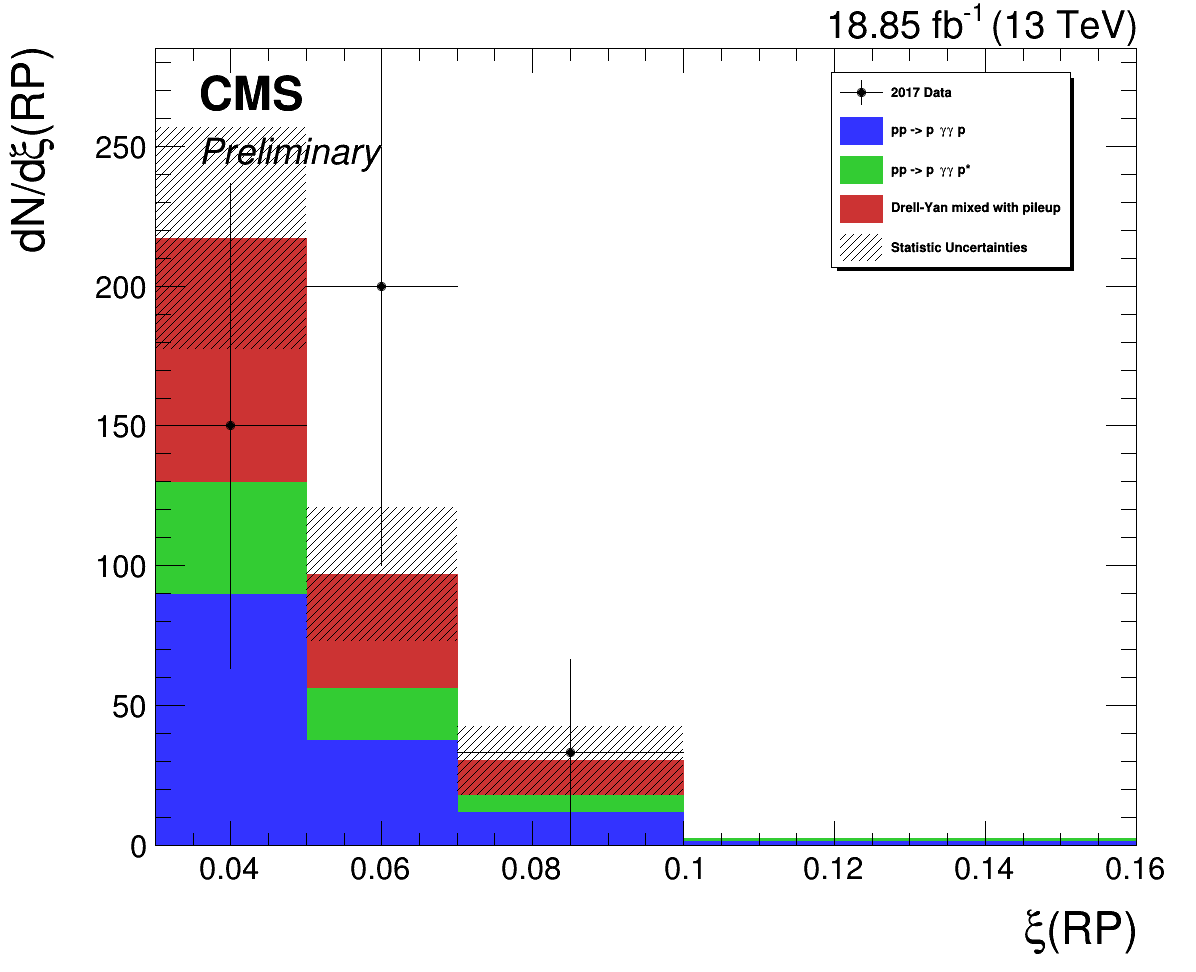 18.85 fb⁻¹ (13 TeV)
dN/dξ(RP)
CMS
Preliminary
2017 Data
pp -> p γγ p
pp -> p γγ p*
Drell-Yan mixed with pileup
Statistic Uncertainties
250
200
150
100
50
0
0.04 0.06 0.08 0.1 0.12 0.14 0.16
ξ(RP)